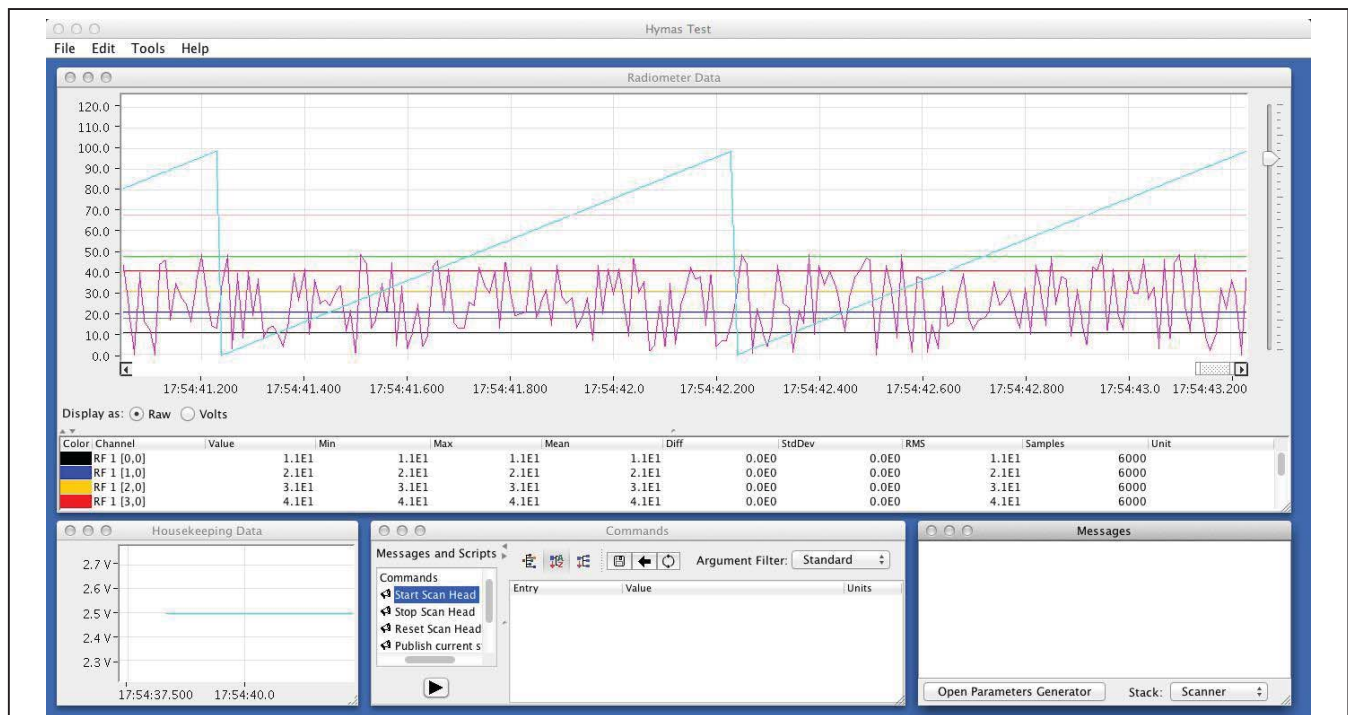 Hymas Test
File Edit Tools Help
Radiometer Data
120.0
110.0
100.0
90.0
80.0
70.0
60.0
50.0
40.0
30.0
20.0
10.0
0.0
17:54:41.200 17:54:41.400 17:54:41.600 17:54:41.800 17:54:42.0 17:54:42.200 17:54:42.400 17:54:42.600 17:54:42.800 17:54:43.0 17:54:43.200
Display as: Raw Volts
Color Channel Value Min Max Mean Diff StdDev RMS Samples Unit
RF 1 [0,0] 1.1E1 1.1E1 1.1E1 1.1E1 0.0E0 0.0E0 1.1E1 6000
RF 1 [1,0] 2.1E1 2.1E1 2.1E1 2.1E1 0.0E0 0.0E0 2.1E1 6000
RF 1 [2,0] 3.1E1 3.1E1 3.1E1 3.1E1 0.0E0 0.0E0 3.1E1 6000
RF 1 [3,0] 4.1E1 4.1E1 4.1E1 4.1E1 0.0E0 0.0E0 4.1E1 6000
Housekeeping Data
2.7 V
2.6 V
2.5 V
2.4 V
2.3 V
17:54:37.500 17:54:40.0
Commands
Messages and Scripts
Commands
Start Scan Head
Stop Scan Head
Reset Scan Head
Publish current s
Argument Filter: Standard
Entry Value Units
Messages
Open Parameters Generator Stack: Scanner